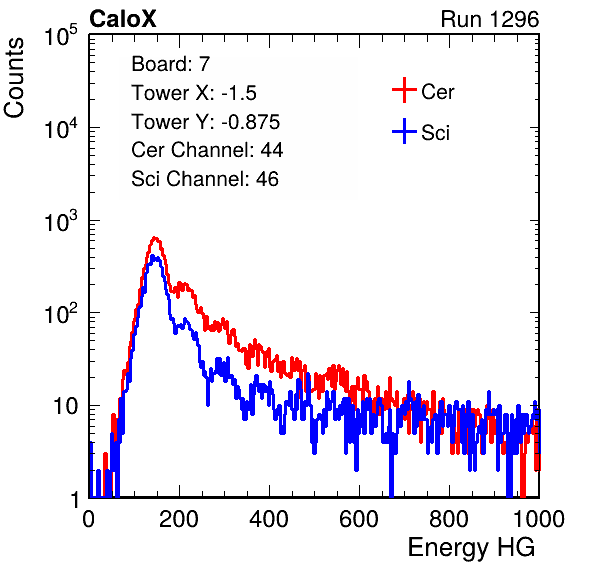 CaloX Run 1296
Counts
10^5
10^4
10^3
10^2
10
1
Board: 7
Tower X: -1.5
Tower Y: -0.875
Cer Channel: 44
Sci Channel: 46
Cer
Sci
0 200 400 600 800 1000
Energy HG